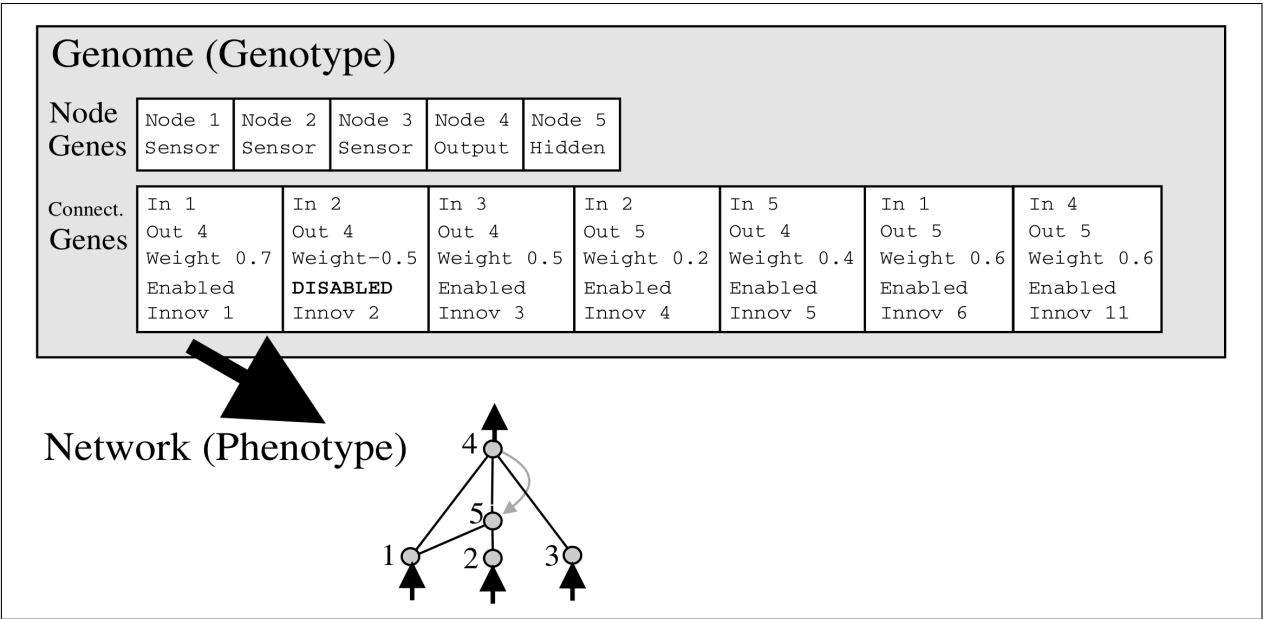 Genome (Genotype)
Node Genes
Node 1 Sensor
Node 2 Sensor
Node 3 Sensor
Node 4 Output
Node 5 Hidden
Connect. Genes
In 1
Out 4
Weight 0.7
Enabled
Innov 1
In 2
Out 4
Weight-0.5
DISABLED
Innov 2
In 3
Out 4
Weight 0.5
Enabled
Innov 3
In 2
Out 5
Weight 0.2
Enabled
Innov 4
In 5
Out 4
Weight 0.4
Enabled
Innov 5
In 1
Out 5
Weight 0.6
Enabled
Innov 6
In 4
Out 5
Weight 0.6
Enabled
Innov 11
Network (Phenotype)
4
5
1
2
3